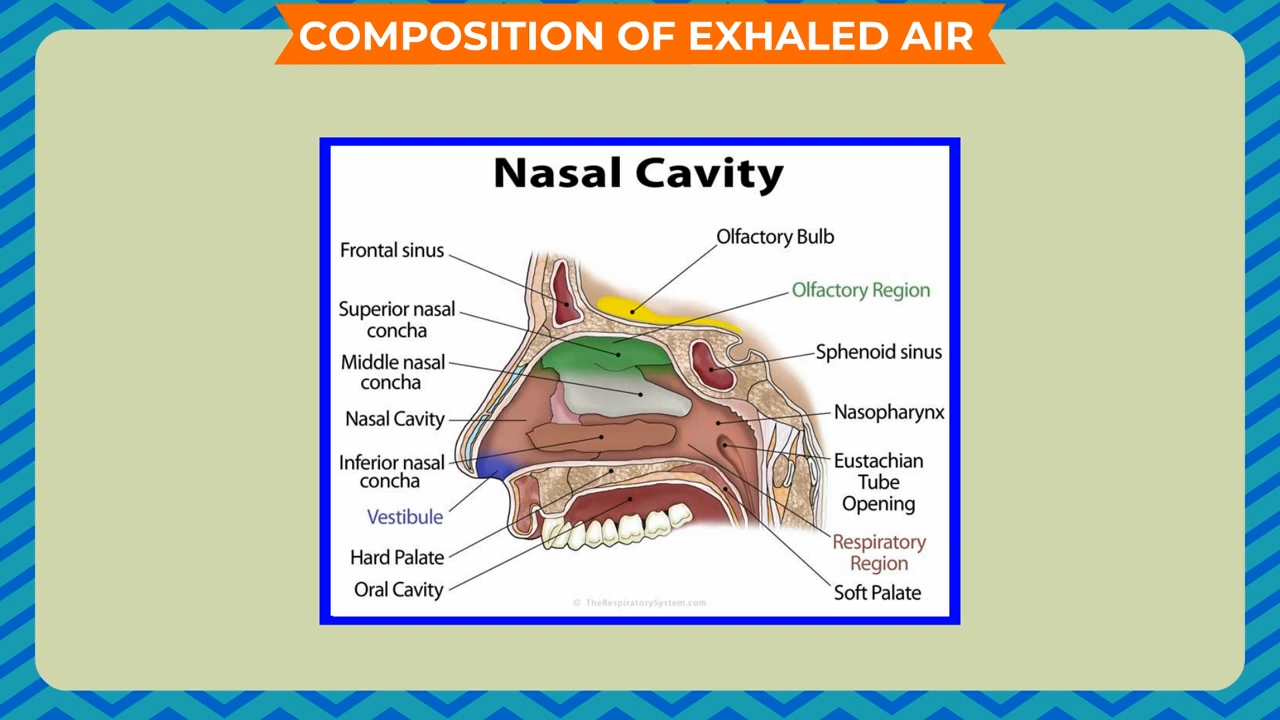 COMPOSITION OF EXHALED AIR
Nasal Cavity
Frontal sinus
Superior nasal
concha
Middle nasal
concha
Nasal Cavity
Inferior nasal
concha
Vestibule
Hard Palate
Oral Cavity
Olfactory Bulb
Olfactory Region
Sphenoid sinus
Nasopharynx
Eustachian
Tube
Opening
Respiratory
Region
Soft Palate
© TheRespiratorySystem.com